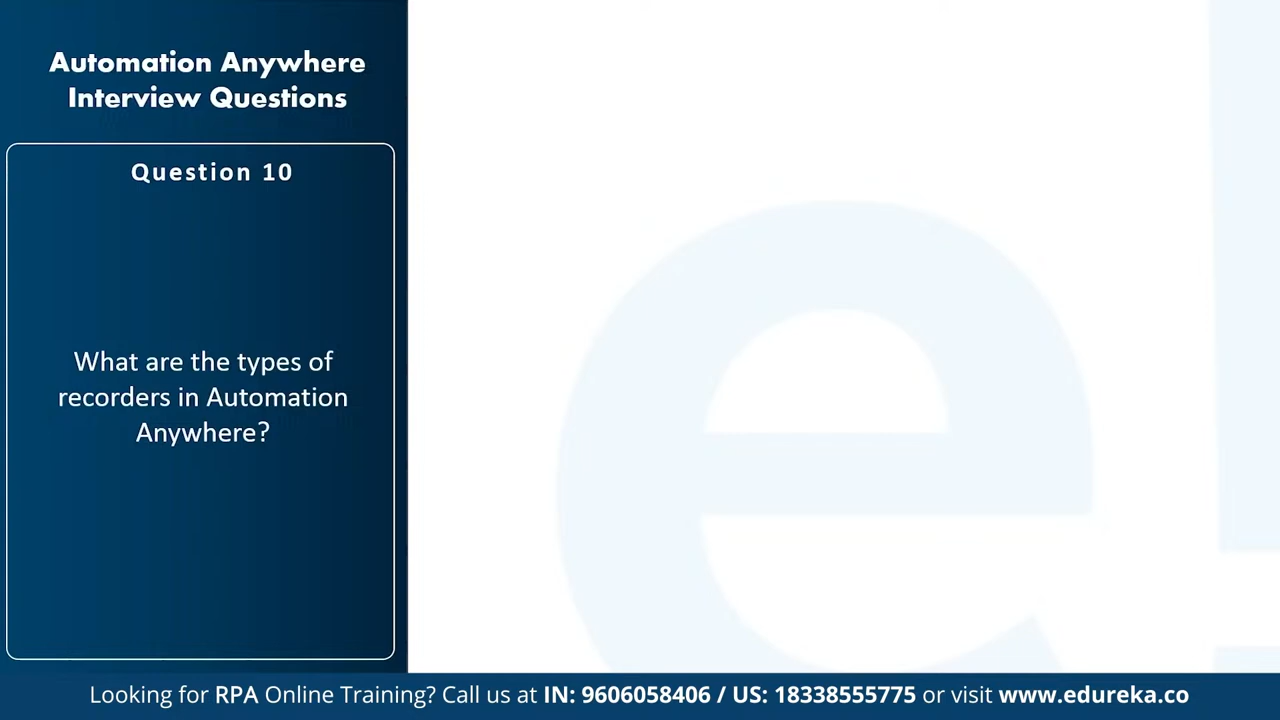 Automation Anywhere
Interview Questions
Question 10
What are the types of
recorders in Automation
Anywhere?
Looking for RPA Online Training? Call us at IN: 9606058406 / US: 18338555775 or visit www.edureka.co